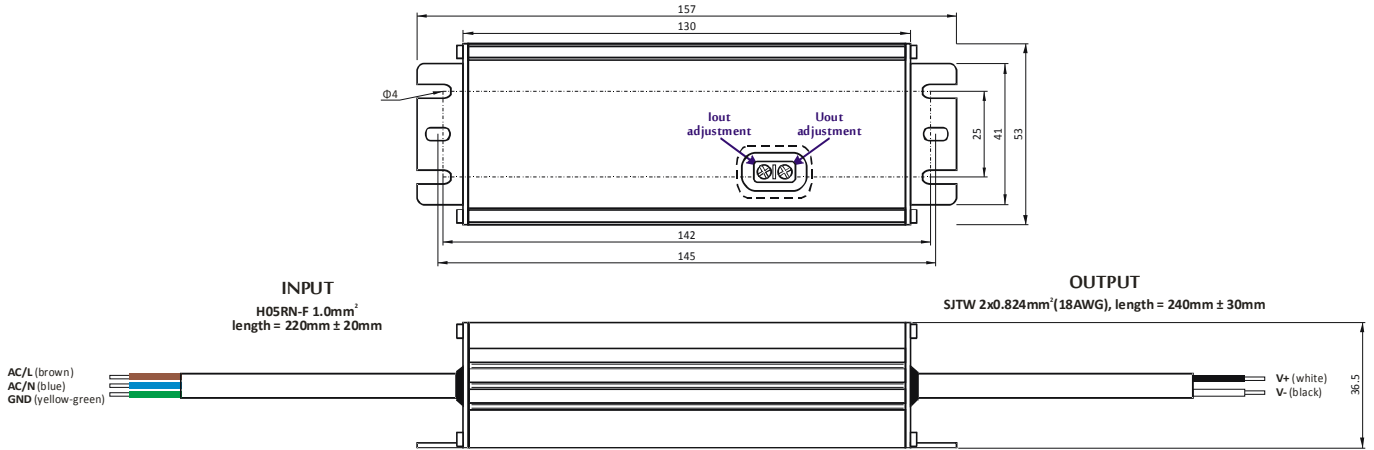 157
130
Φ4
Iout
adjustment
Uout
adjustment
25
41
53
142
145
INPUT
H05RN-F 1.0mm²
length = 220mm ± 20mm
OUTPUT
SJTW 2x0.824mm²(18AWG), length = 240mm ± 30mm
AC/L (brown)
AC/N (blue)
GND (yellow-green)
V+ (white)
V- (black)
36.5